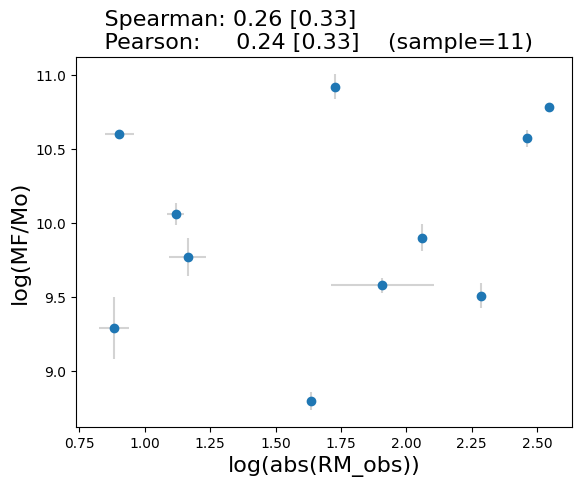 Spearman: 0.26 [0.33]
Pearson: 0.24 [0.33] (sample=11)
11.0
10.5
10.0
9.5
9.0
log(MF/Mo)
0.75 1.00 1.25 1.50 1.75 2.00 2.25 2.50
log(abs(RM_obs))